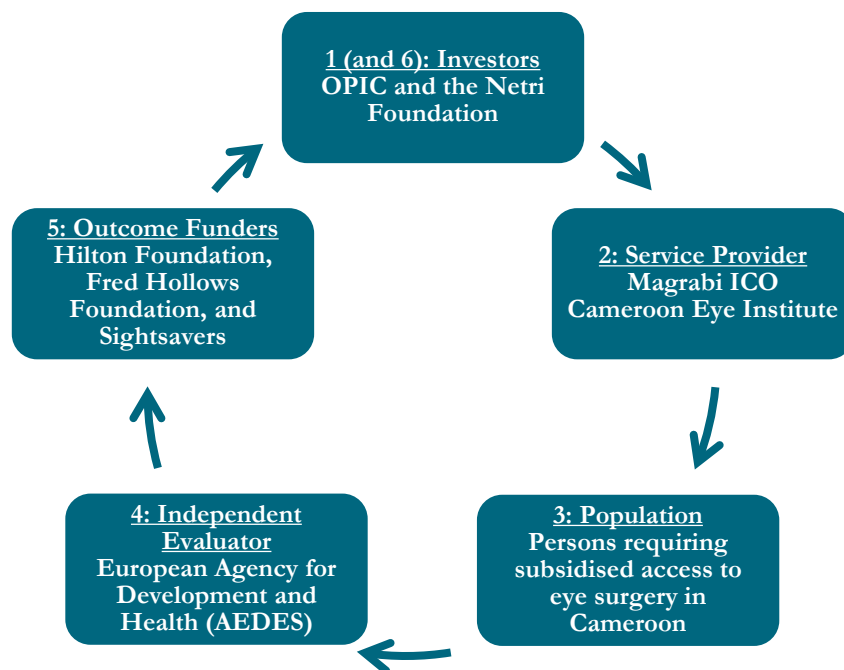 1 (and 6): Investors
OPIC and the Netri
Foundation
2: Service Provider
Magrabi ICO
Cameroon Eye Institute
3: Population
Persons requiring
subsidised access to
eye surgery in
Cameroon
4: Independent
Evaluator
European Agency for
Development and
Health (AEDES)
5: Outcome Funders
Hilton Foundation,
Fred Hollows
Foundation, and
Sightsavers